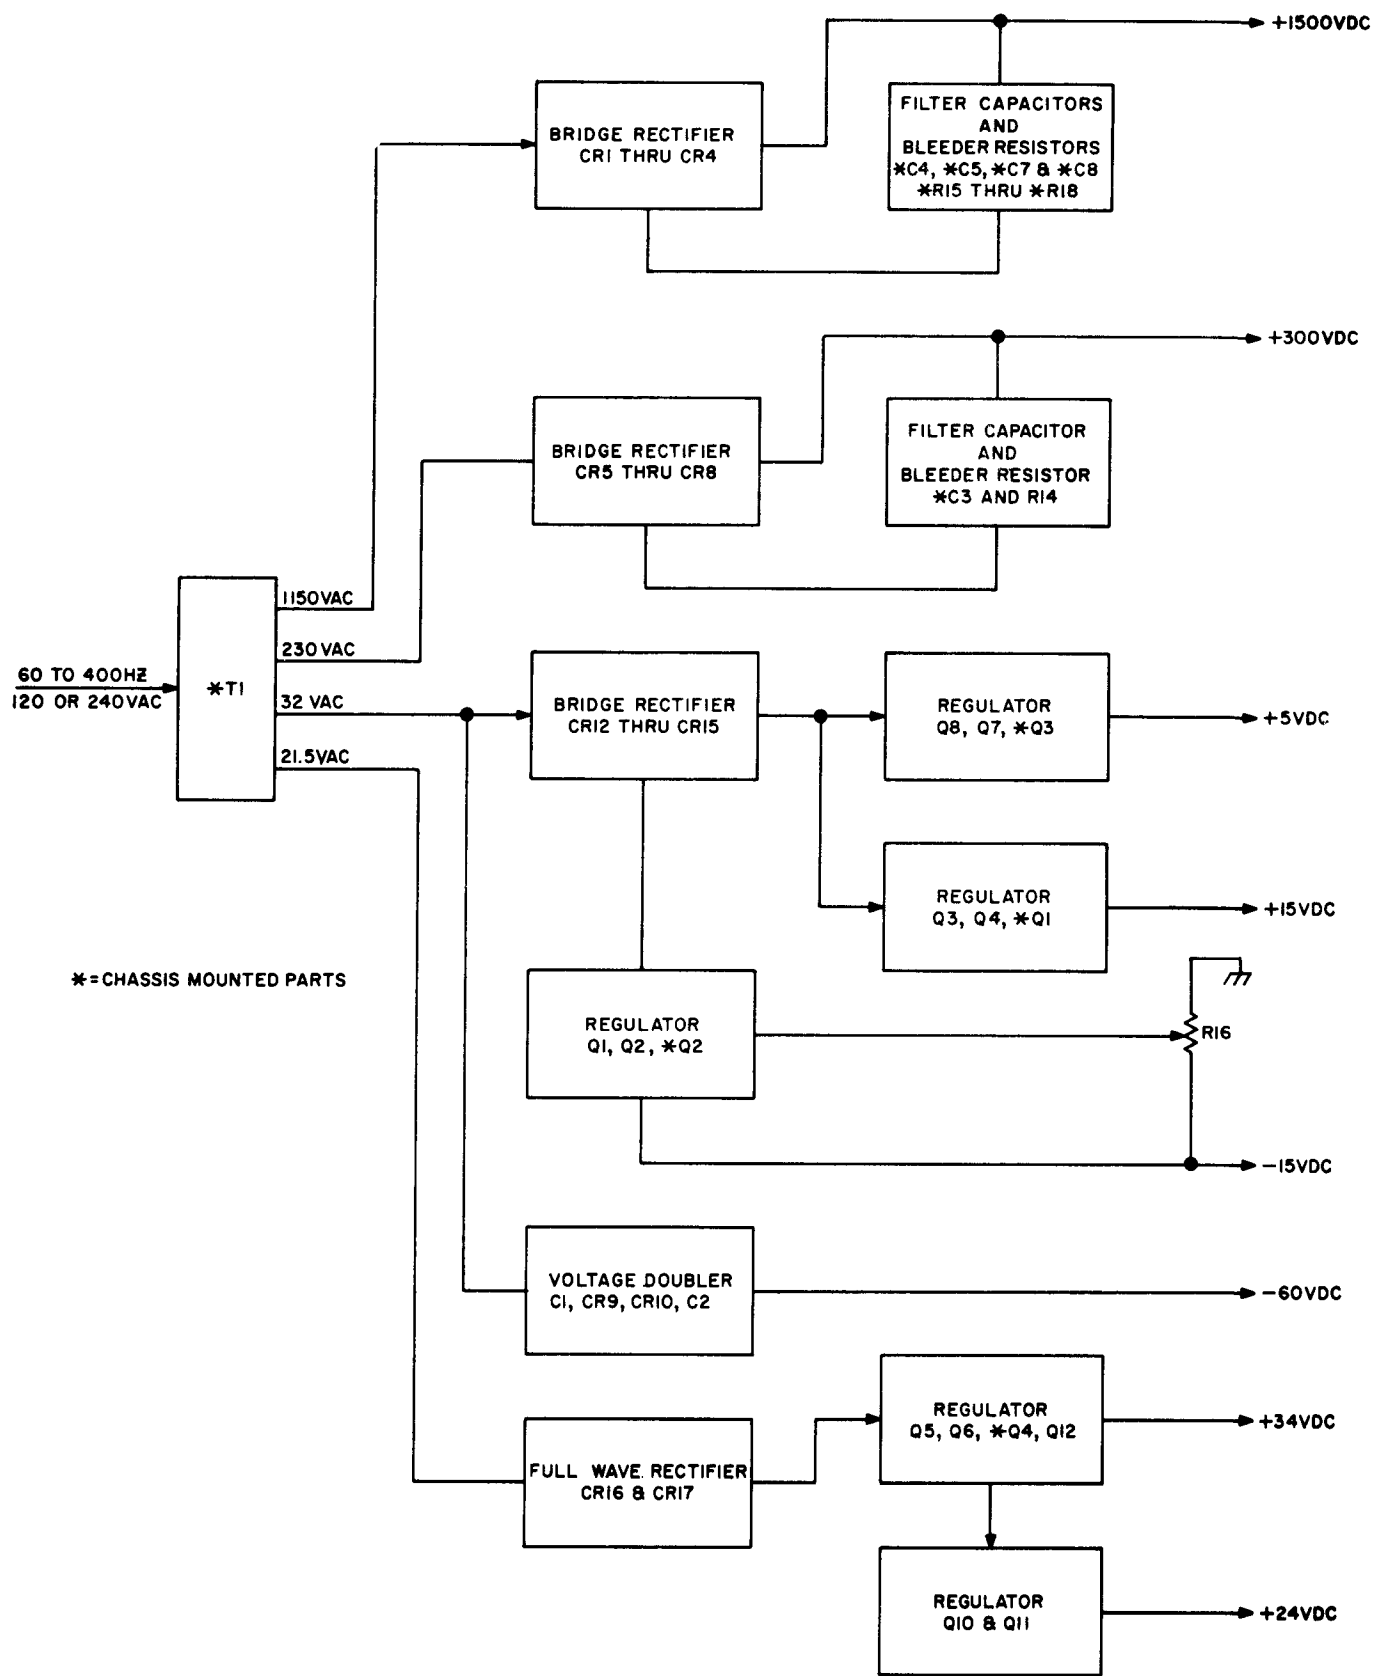 +1500VDC
FILTER CAPACITORS
AND
BLEEDER RESISTORS
*C4, *C5, *C7 & *C8
*R15 THRU *R18
BRIDGE RECTIFIER
CR1 THRU CR4
+300VDC
FILTER CAPACITOR
AND
BLEEDER RESISTOR
*C3 AND R14
BRIDGE RECTIFIER
CR5 THRU CR8
60 TO 400HZ
120 OR 240VAC
*T1
1150VAC
230 VAC
32 VAC
21.5VAC
BRIDGE RECTIFIER
CR12 THRU CR15
REGULATOR
Q8, Q7, *Q3
+5VDC
REGULATOR
Q3, Q4, *Q1
+15VDC
*=CHASSIS MOUNTED PARTS
REGULATOR
Q1, Q2, *Q2
R16
-15VDC
VOLTAGE DOUBLER
C1, CR9, CR10, C2
-60VDC
REGULATOR
Q5, Q6, *Q4, Q12
+34VDC
FULL WAVE RECTIFIER
CR16 & CR17
REGULATOR
Q10 & Q11
+24VDC